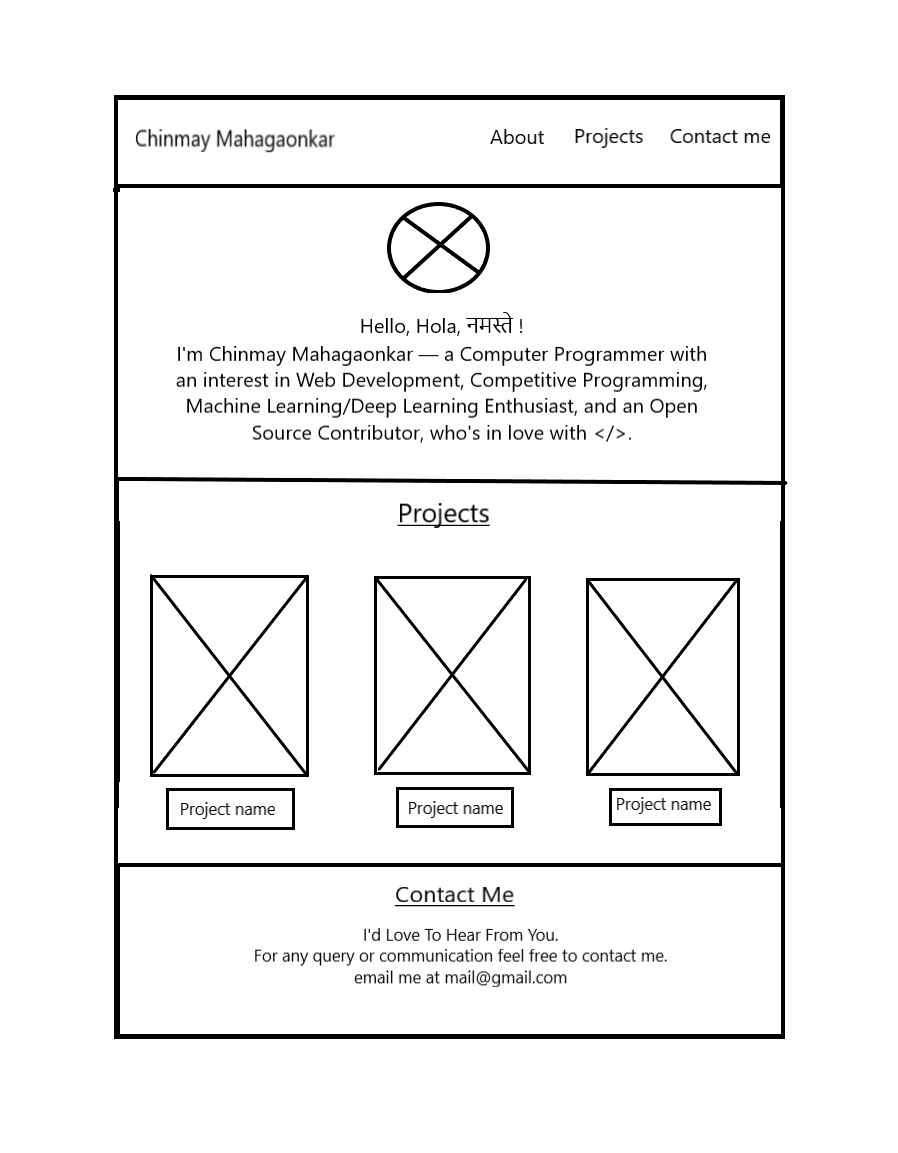 Chinmay Mahagaonkar
About Projects Contact me
Hello, Hola, नमस्ते !
I'm Chinmay Mahagaonkar — a Computer Programmer with
an interest in Web Development, Competitive Programming,
Machine Learning/Deep Learning Enthusiast, and an Open
Source Contributor, who's in love with </>.
Projects
Project name
Project name
Project name
Contact Me
I'd Love To Hear From You.
For any query or communication feel free to contact me.
email me at mail@gmail.com